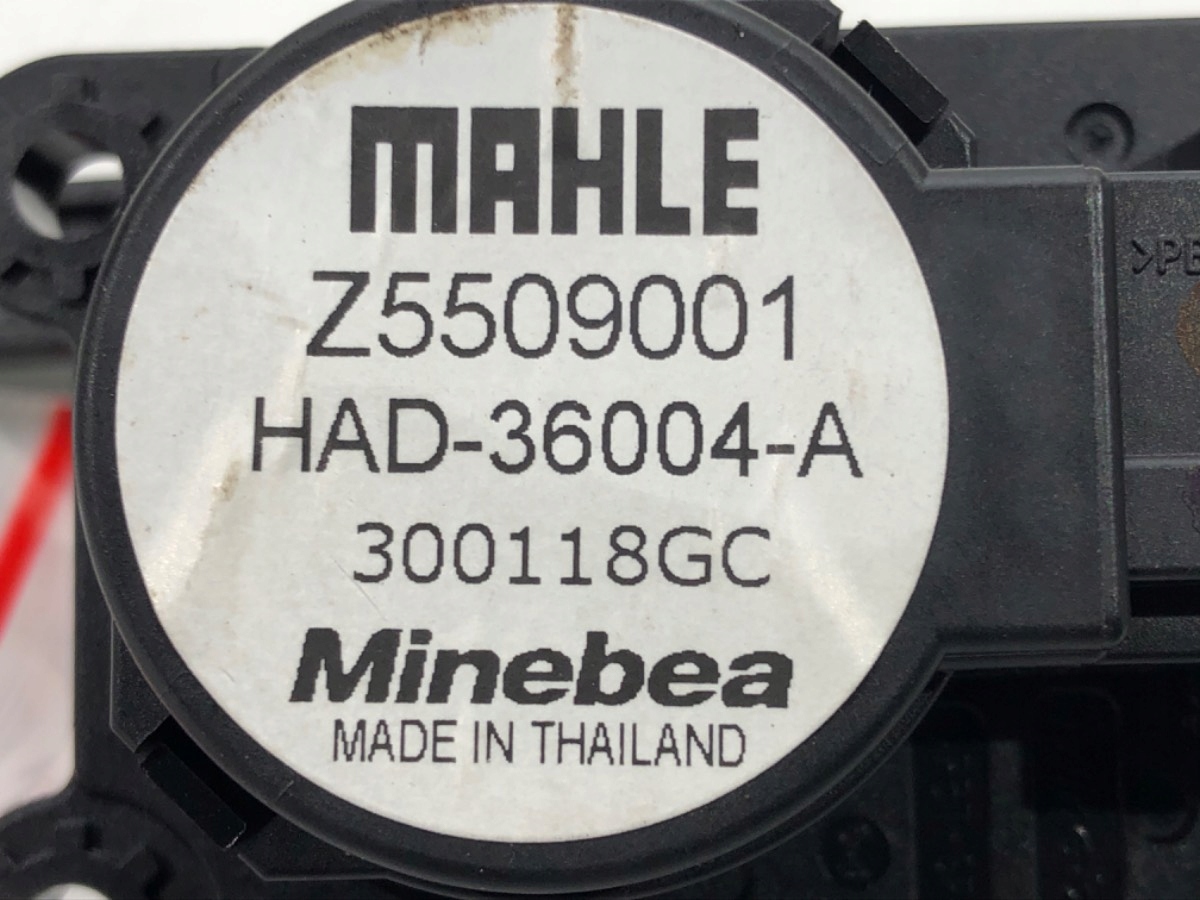 MAHLE
Z5509001
HAD-36004-A
300118GC
Minebea
MADE IN THAILAND